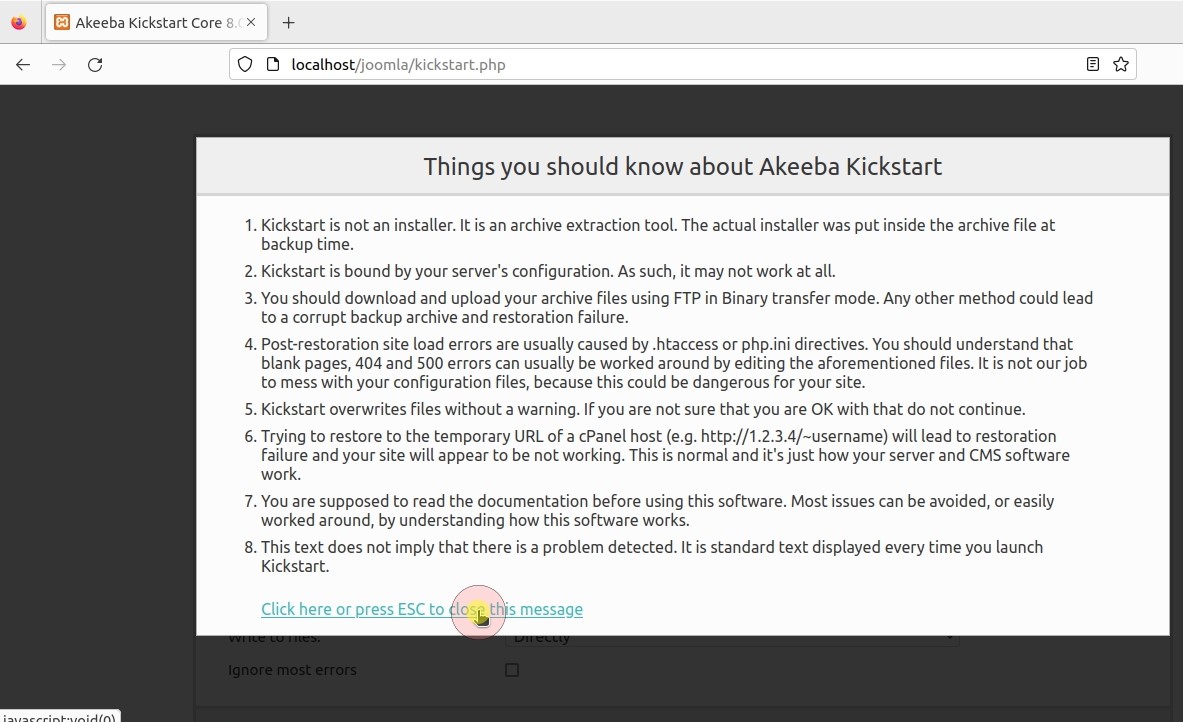 Akeeba Kickstart Core 8.0
localhost/joomla/kickstart.php
Things you should know about Akeeba Kickstart
1. Kickstart is not an installer. It is an archive extraction tool. The actual installer was put inside the archive file at
backup time.
2. Kickstart is bound by your server's configuration. As such, it may not work at all.
3. You should download and upload your archive files using FTP in Binary transfer mode. Any other method could lead
to a corrupt backup archive and restoration failure.
4. Post-restoration site load errors are usually caused by .htaccess or php.ini directives. You should understand that
blank pages, 404 and 500 errors can usually be worked around by editing the aforementioned files. It is not our job
to mess with your configuration files, because this could be dangerous for your site.
5. Kickstart overwrites files without a warning. If you are not sure that you are OK with that do not continue.
6. Trying to restore to the temporary URL of a cPanel host (e.g. http://1.2.3.4/~username) will lead to restoration
failure and your site will appear to be not working. This is normal and it's just how your server and CMS software
work.
7. You are supposed to read the documentation before using this software. Most issues can be avoided, or easily
worked around, by understanding how this software works.
8. This text does not imply that there is a problem detected. It is standard text displayed every time you launch
Kickstart.
Click here or press ESC to close this message
Write to files: Directly
Ignore most errors
javascript:void(0)